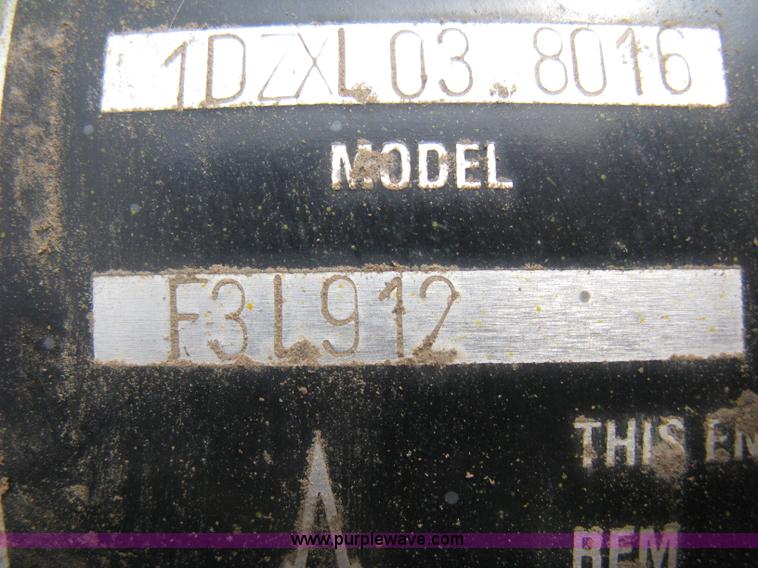 1DZXL03.8016
MODEL
F3L912
THIS EN
REM
www.purplewave.com